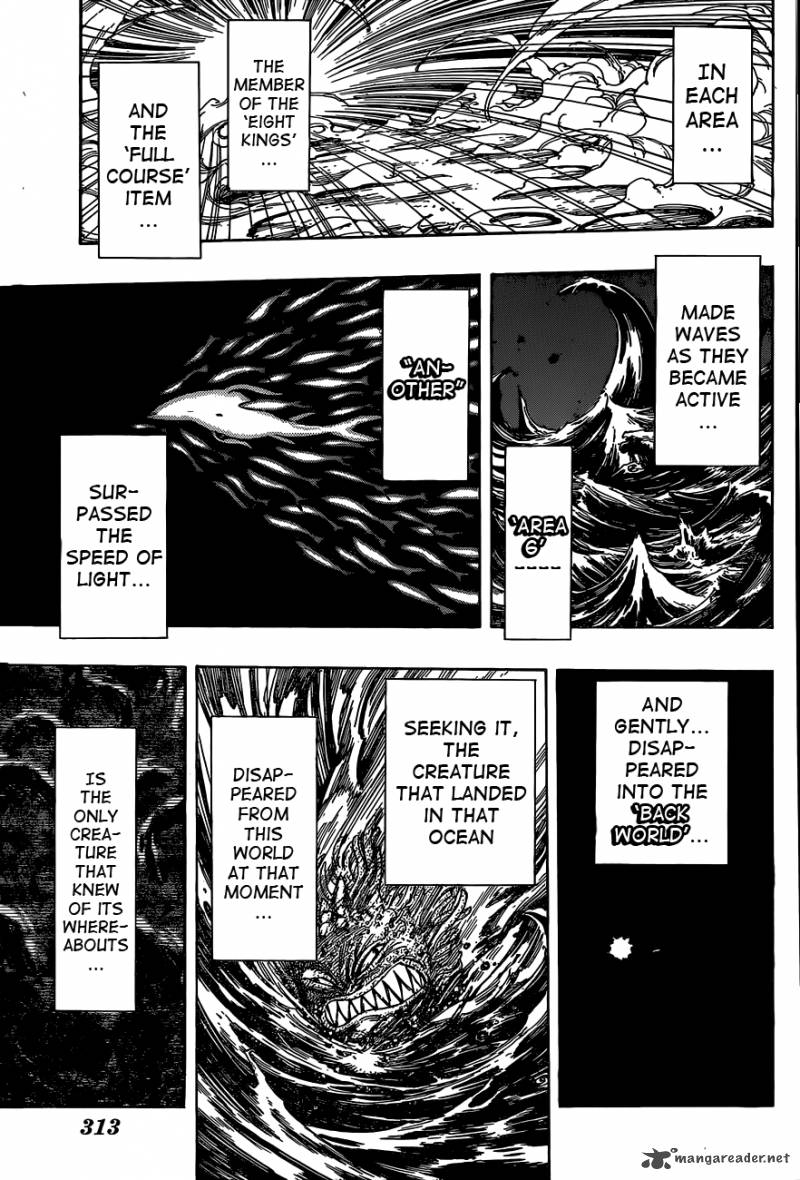 IN
EACH
AREA
...
THE
MEMBER
OF THE
'EIGHT
KINGS'
...
AND
THE
'FULL
COURSE'
ITEM
...
MADE
WAVES
AS THEY
BECAME
ACTIVE
...
'AREA
6'
----
"AN-
OTHER"
SUR-
PASSED
THE
SPEED OF
LIGHT...
AND
GENTLY...
DISAP-
PEARED
INTO THE
'BACK
WORLD'...
SEEKING IT,
THE
CREATURE
THAT LANDED
IN THAT
OCEAN
DISAP-
PEARED
FROM
THIS
WORLD
AT THAT
MOMENT
...
IS
THE
ONLY
CREA-
TURE
THAT
KNEW
OF ITS
WHERE-
ABOUTS
...
313
mangareader.net